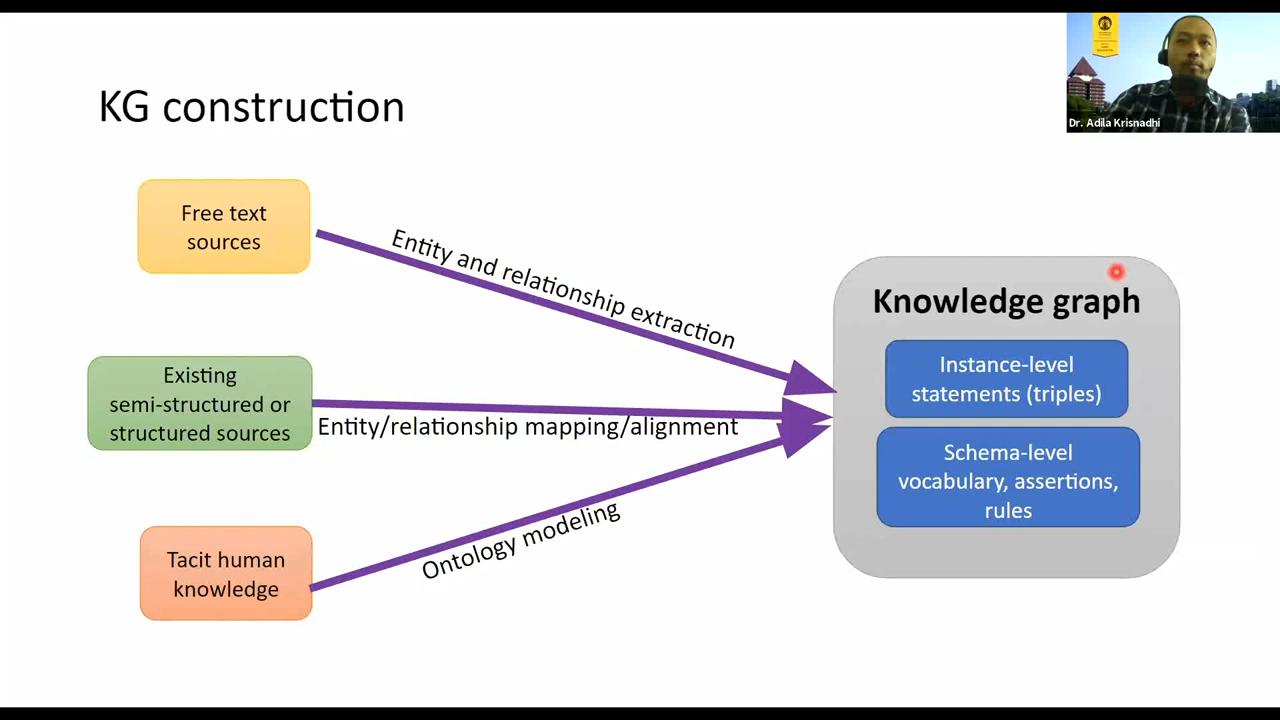 Dr. Adila Krisnadhi
KG construction
Free text
sources
Entity and relationship extraction
Existing
semi-structured or
structured sources
Entity/relationship mapping/alignment
Tacit human
knowledge
Ontology modeling
Knowledge graph
Instance-level
statements (triples)
Schema-level
vocabulary, assertions,
rules